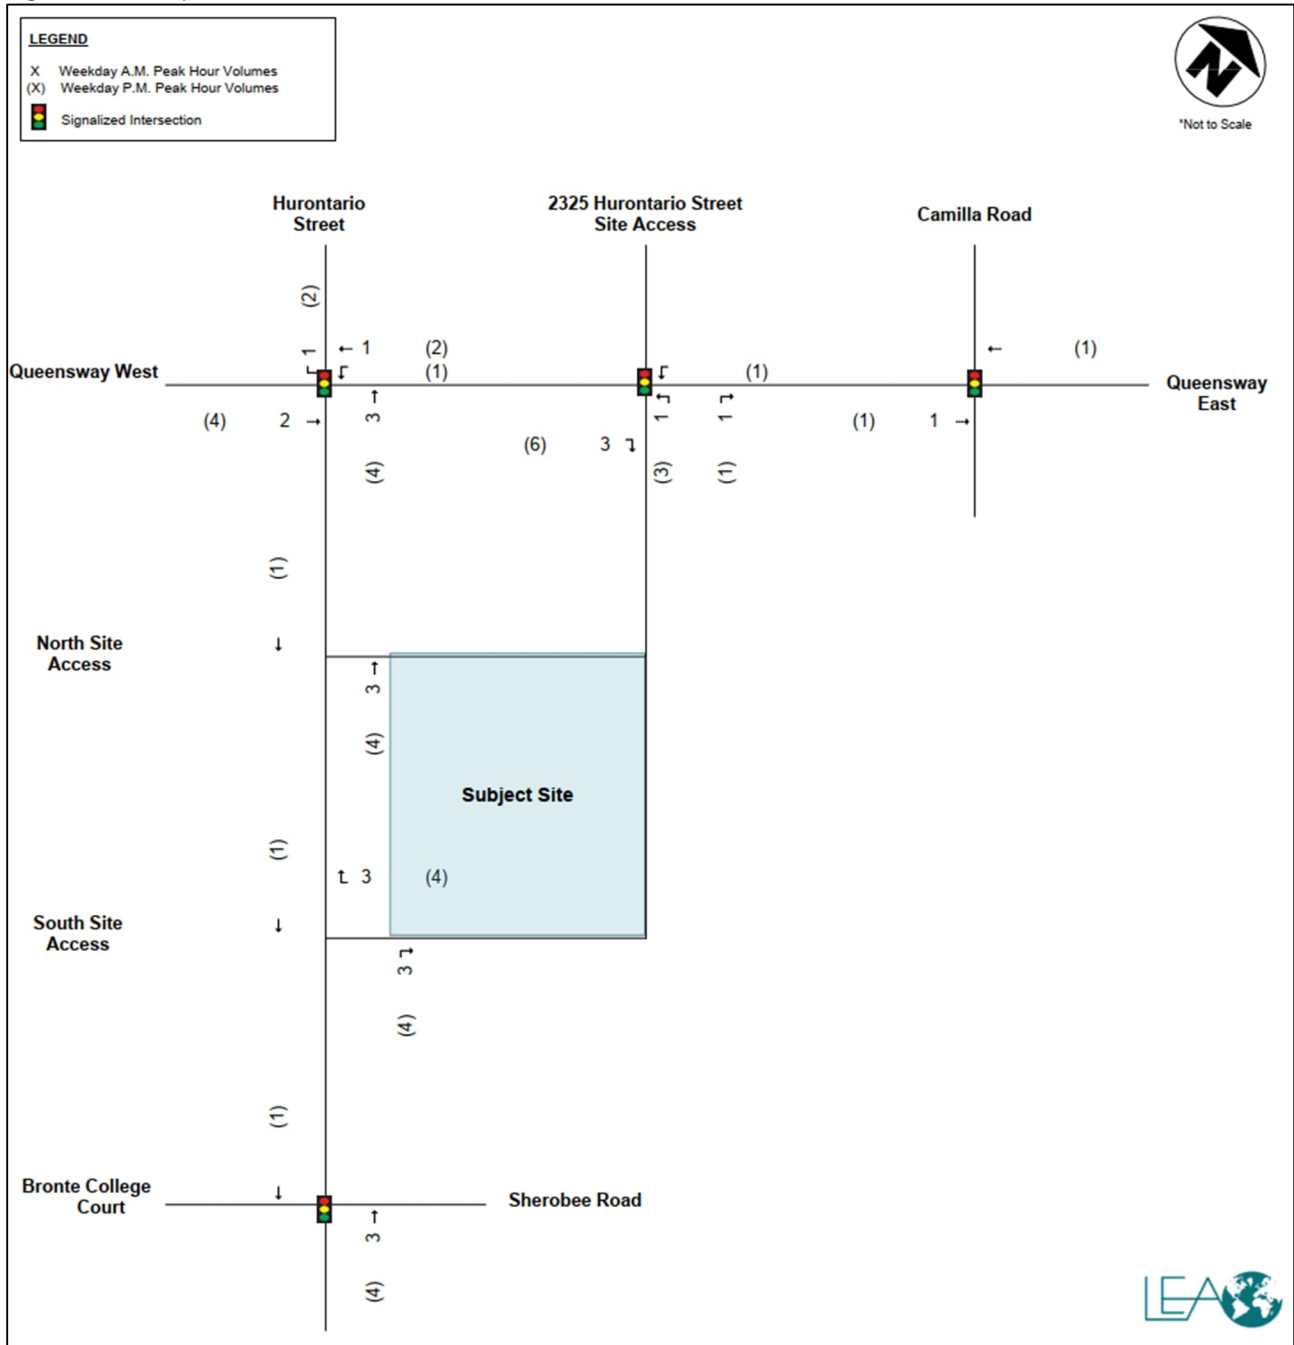 LEGEND
X Weekday A.M. Peak Hour Volumes
(X) Weekday P.M. Peak Hour Volumes
Signalized Intersection
N
*Not to Scale
Hurontario
Street
2325 Hurontario Street
Site Access
Camilla Road
(2)
1
1 (2)
(1)
(1)
(1)
Queensway West
Queensway
East
(4) 2
3
(4)
(6) 3
1
(3)
1
(1)
(1) 1
(1)
North Site
Access
3
(4)
Subject Site
(1)
3 (4)
South Site
Access
3
(4)
(1)
Bronte College
Court
Sherobee Road
3
(4)
LEA